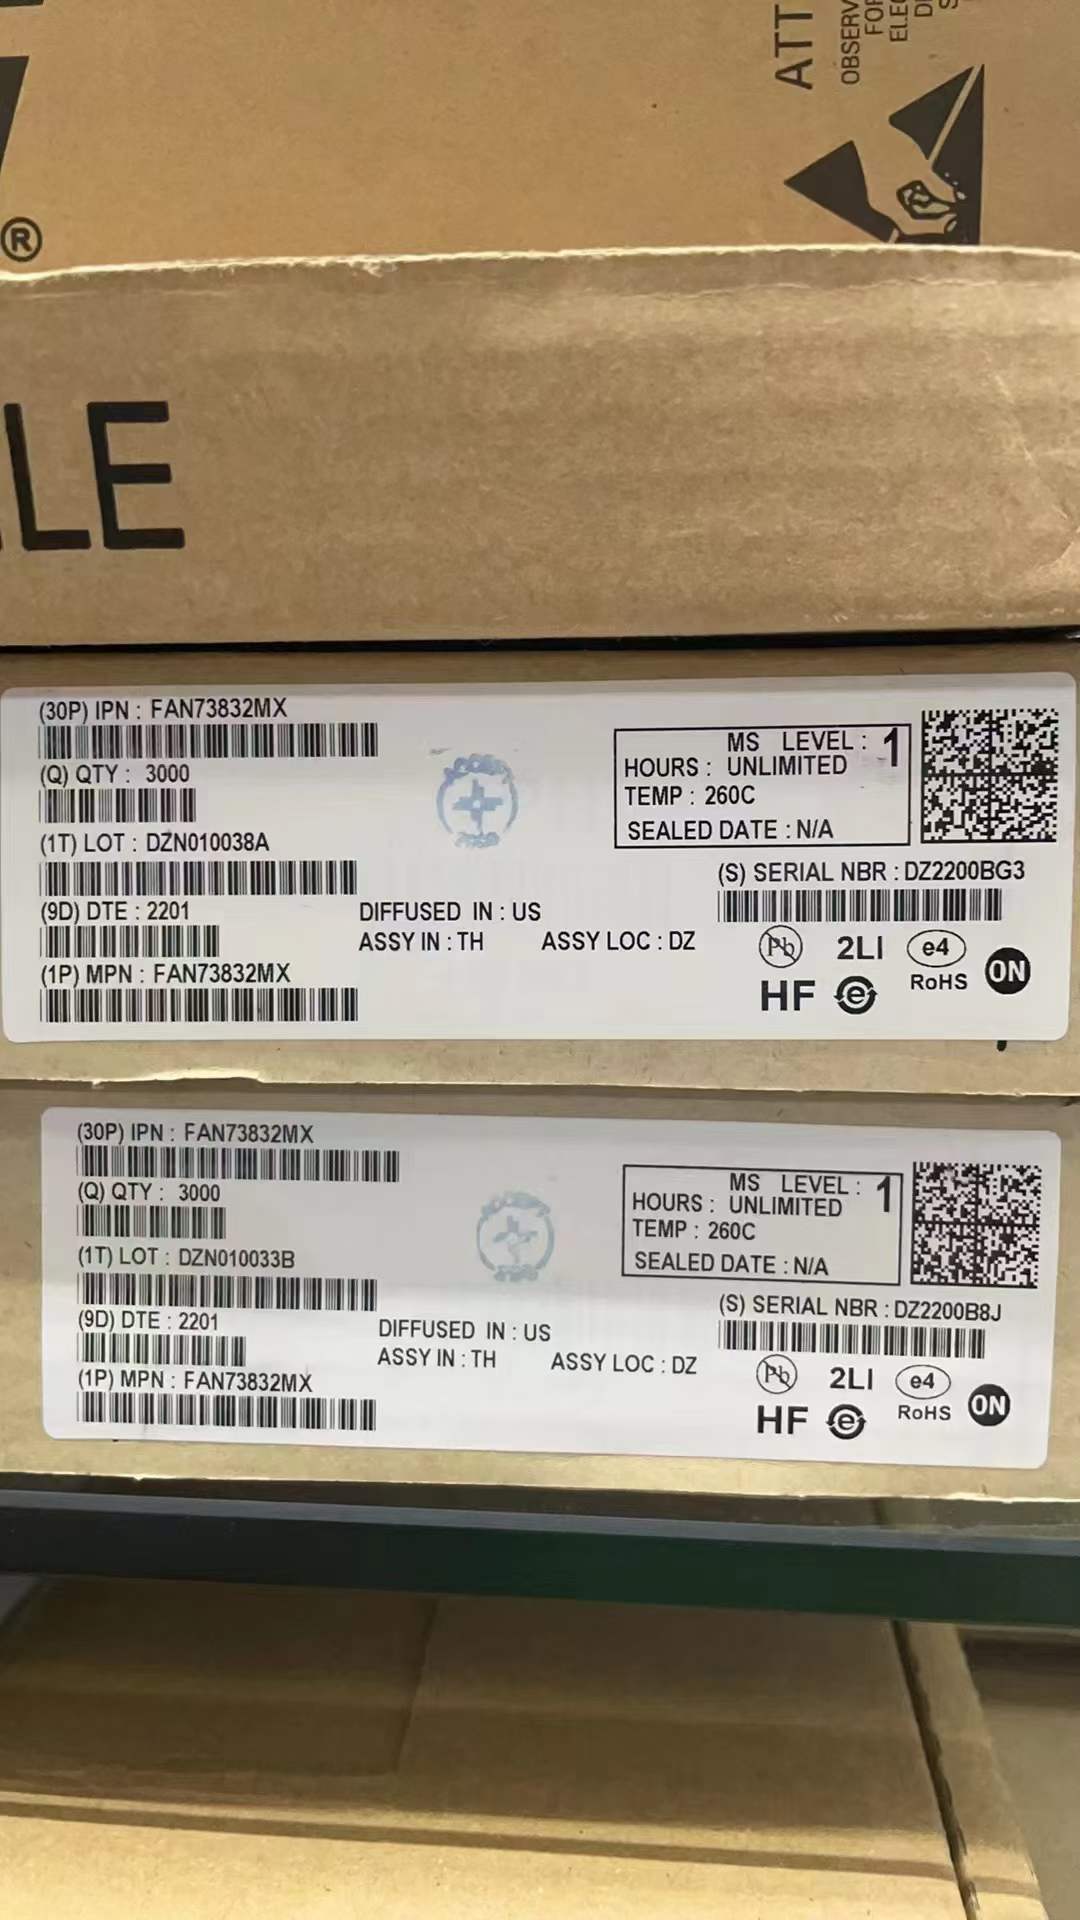 ATT
OBSERV
FOR
ELEC
®
LE
(30P) IPN : FAN73832MX
(Q) QTY : 3000
(1T) LOT : DZN010038A
(9D) DTE : 2201
(1P) MPN : FAN73832MX
DIFFUSED IN : US
ASSY IN : TH ASSY LOC : DZ
MS LEVEL : 1
HOURS : UNLIMITED
TEMP : 260C
SEALED DATE : N/A
(S) SERIAL NBR : DZ2200BG3
Pb 2LI e4
HF e RoHS ON
(30P) IPN : FAN73832MX
(Q) QTY : 3000
(1T) LOT : DZN010033B
(9D) DTE : 2201
(1P) MPN : FAN73832MX
DIFFUSED IN : US
ASSY IN : TH ASSY LOC : DZ
MS LEVEL : 1
HOURS : UNLIMITED
TEMP : 260C
SEALED DATE : N/A
(S) SERIAL NBR : DZ2200B8J
Pb 2LI e4
HF e RoHS ON